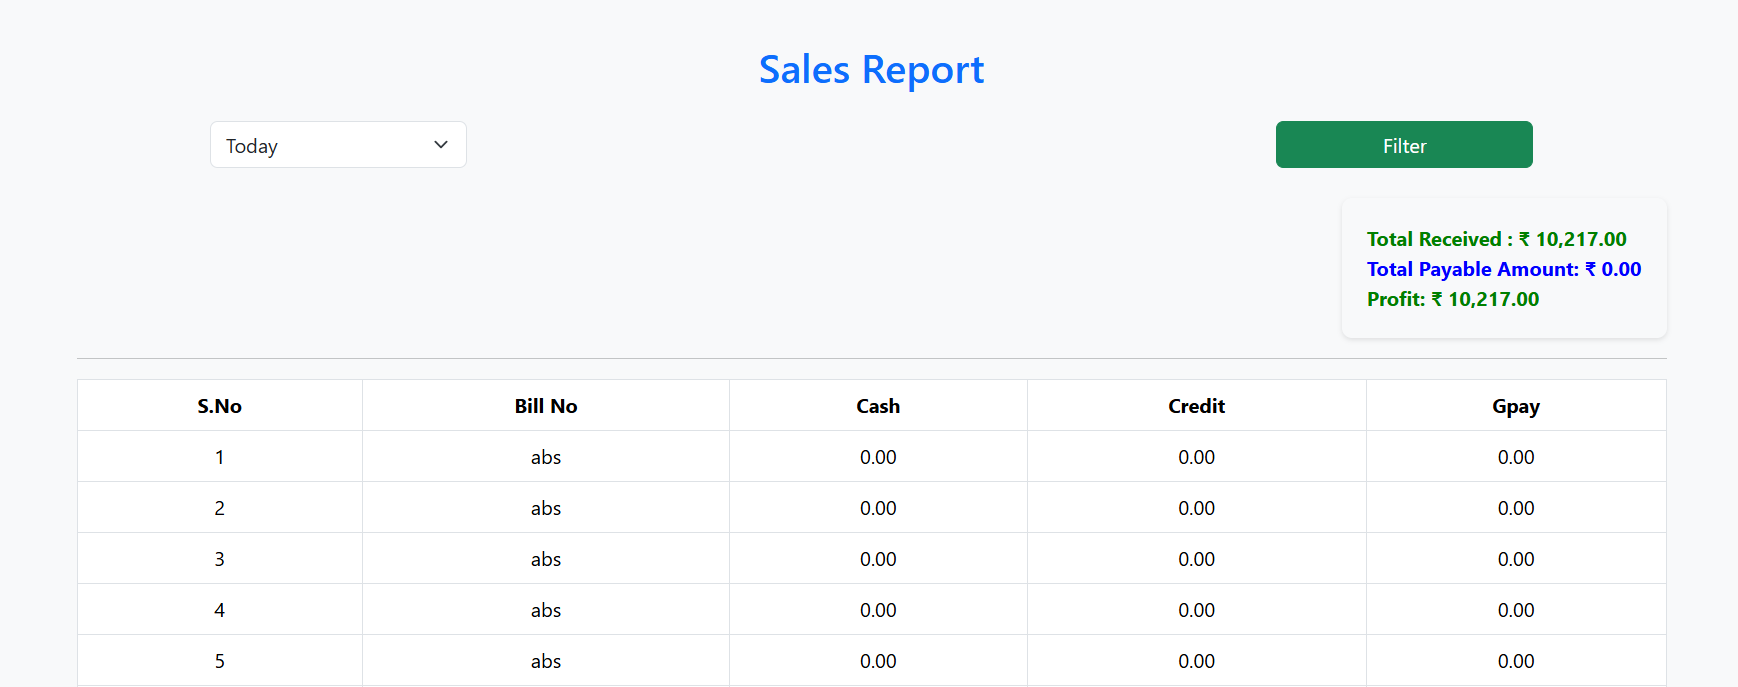 Sales Report
Today
Filter
Total Received : ₹ 10,217.00
Total Payable Amount: ₹ 0.00
Profit: ₹ 10,217.00
S.No Bill No Cash Credit Gpay
1 abs 0.00 0.00 0.00
2 abs 0.00 0.00 0.00
3 abs 0.00 0.00 0.00
4 abs 0.00 0.00 0.00
5 abs 0.00 0.00 0.00